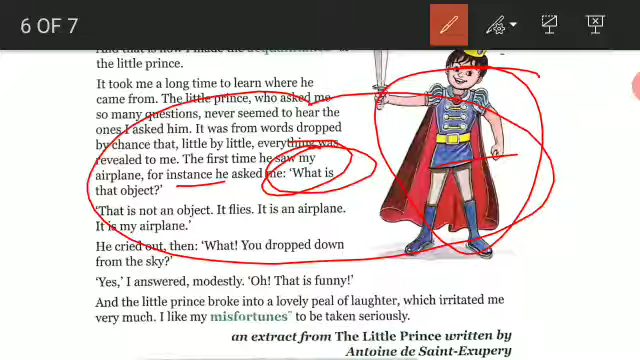 6 OF 7
And that is how I made the acquaintance of
the little prince.
It took me a long time to learn where he
came from. The little prince, who asked me
so many questions, never seemed to hear the
ones I asked him. It was from words dropped
by chance that, little by little, everything was
revealed to me. The first time he saw my
airplane, for instance he asked me: ‘What is
that object?’
‘That is not an object. It flies. It is an airplane.
It is my airplane.’
He cried out, then: ‘What! You dropped down
from the sky?’
‘Yes,’ I answered, modestly. ‘Oh! That is funny!’
And the little prince broke into a lovely peal of laughter, which irritated me
very much. I like my misfortunes” to be taken seriously.
an extract from The Little Prince written by
Antoine de Saint-Exupery